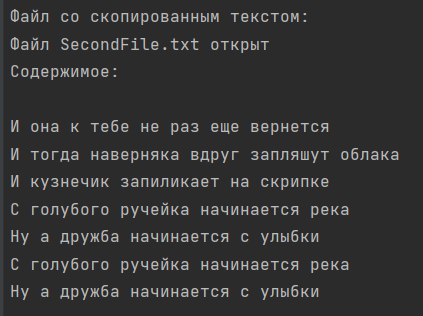 Файл со скопированным текстом:
Файл SecondFile.txt открыт
Содержимое:
И она к тебе не раз еще вернется
И тогда наверняка вдруг запляшут облака
И кузнечик запиликает на скрипке
С голубого ручейка начинается река
Ну а дружба начинается с улыбки
С голубого ручейка начинается река
Ну а дружба начинается с улыбки